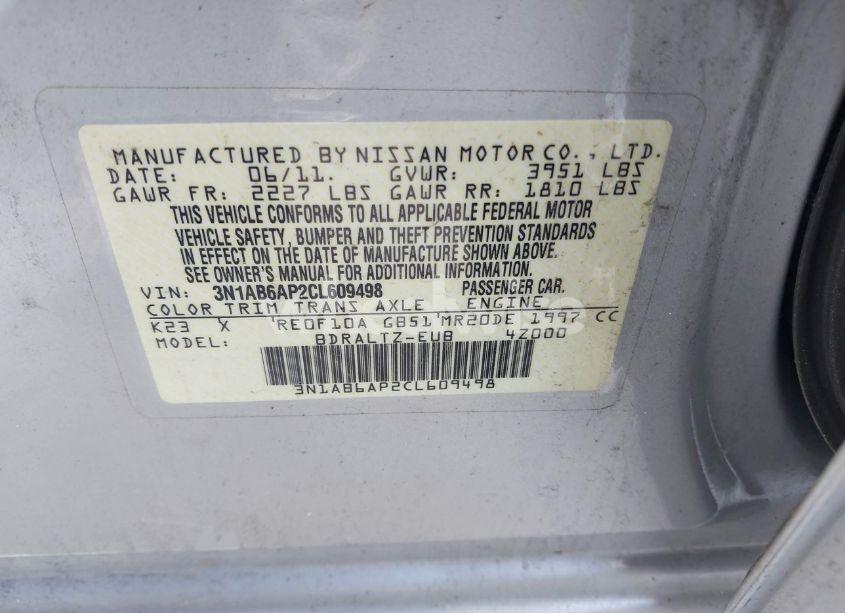 MANUFACTURED BY NISSAN MOTOR CO., LTD.
DATE: 06/11. GVWR: 3951 LBS
GAWR FR: 2227 LBS GAWR RR: 1810 LBS
THIS VEHICLE CONFORMS TO ALL APPLICABLE FEDERAL MOTOR
VEHICLE SAFETY, BUMPER AND THEFT PREVENTION STANDARDS
IN EFFECT ON THE DATE OF MANUFACTURE SHOWN ABOVE.
SEE OWNER'S MANUAL FOR ADDITIONAL INFORMATION.
VIN: 3N1AB6AP2CL609498 PASSENGER CAR.
COLOR TRIM TRANS AXLE ENGINE
K23 X RE0F10A GB51 MR20DE 1997 CC
MODEL: BDRALTZ-EUB 4Z000
3N1AB6AP2CL609498